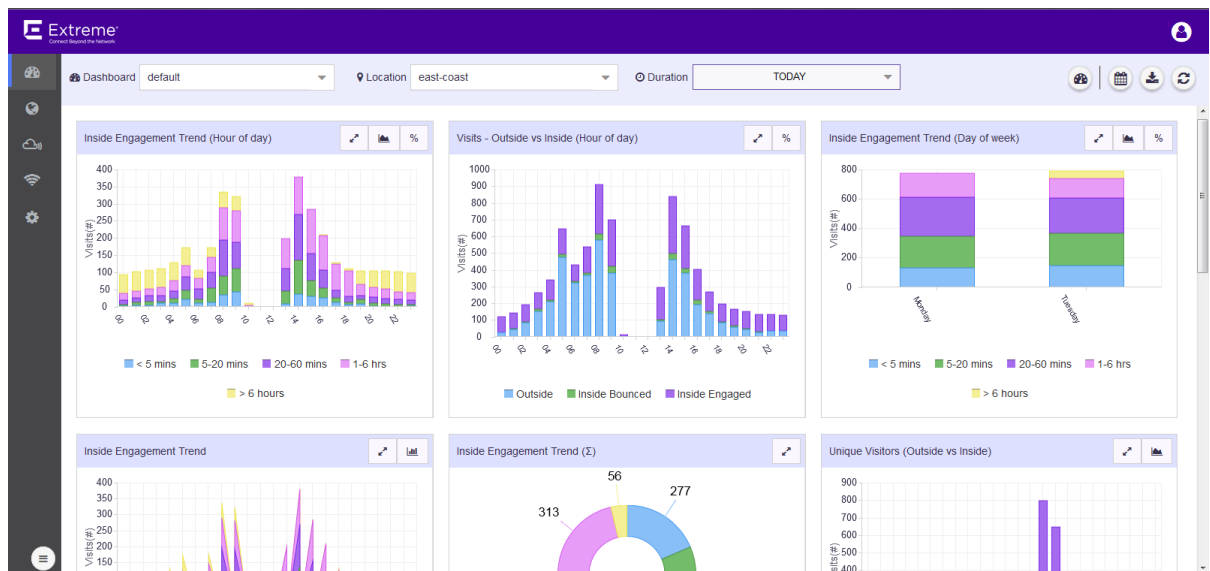 Extreme
Connect Beyond the Network
Dashboard default Location east-coast Duration TODAY
Inside Engagement Trend (Hour of day) %
Visits(#)
400
350
300
250
200
150
100
50
0
00 02 04 06 08 10 12 14 16 18 20 22
< 5 mins 5-20 mins 20-60 mins 1-6 hrs
> 6 hours
Visits - Outside vs Inside (Hour of day) %
Visits(#)
1000
900
800
700
600
500
400
300
200
100
0
00 02 04 06 08 10 12 14 16 18 20 22
Outside Inside Bounced Inside Engaged
Inside Engagement Trend (Day of week) %
Visits(#)
800
600
400
200
0
Monday Tuesday
< 5 mins 5-20 mins 20-60 mins 1-6 hrs
> 6 hours
Inside Engagement Trend
Visits(#)
400
350
300
250
200
150
Inside Engagement Trend (Σ)
56
277
313
Unique Visitors (Outside vs Inside)
900
800
700
600
500
400